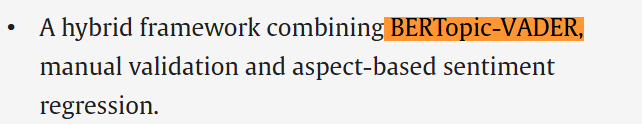 • A hybrid framework combining BERTopic-VADER,
manual validation and aspect-based sentiment
regression.